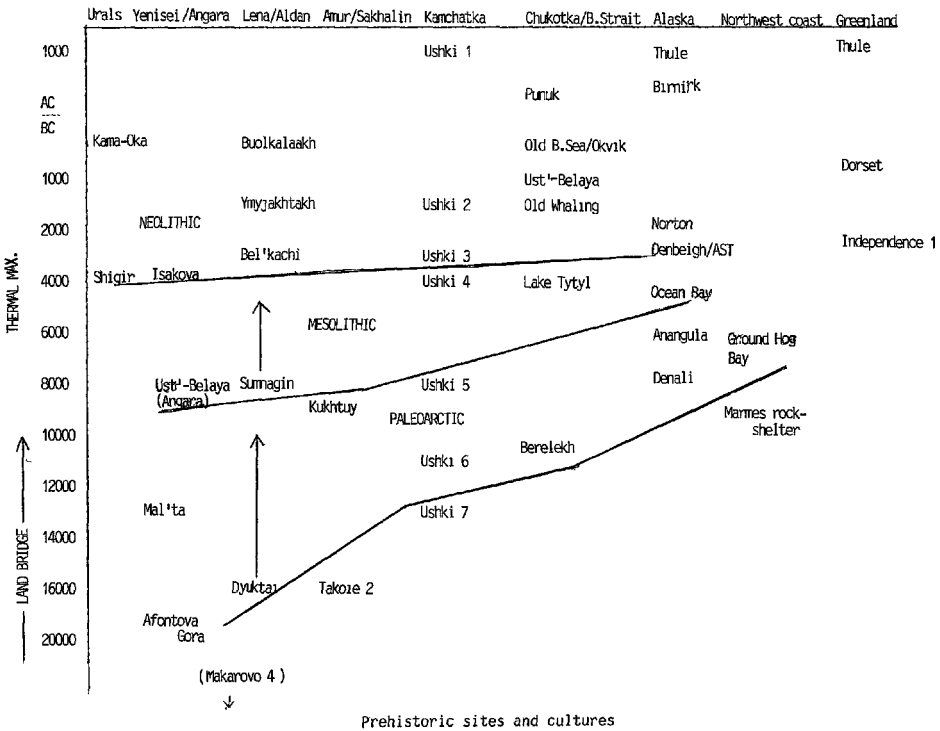 Urals Yenisei/Angara Lena/Aldan Amur/Sakhalin Kamchatka Chukotka/B.Strait Alaska Northwest coast Greenland
1000 Ushki 1 Thule Thule
Punuk Birnirk
AC
BC
Kama-Oka Buolkalaakh Old B.Sea/Okvik
Dorset
1000 Ust'-Belaya
Ymyjakhtakh Ushki 2 Old Whaling
NEOLITHIC Norton
2000 Independence 1
Bel'kachi Ushki 3 Denbeigh/AST
THERMAL MAX.
Shigir Isakova
4000 Ushki 4 Lake Tytyl
Ocean Bay
MESOLITHIC
6000 Anangula Ground Hog
Bay
Ust'-Belaya Sumnagin Denali
8000 Ushki 5
(Angara)
Kukhtuy Marmes rock-
PALEOARCTIC shelter
10000
Berelekh
Ushki 6
12000
Mal'ta Ushki 7
14000
LAND BRIDGE
16000 Dyuktai Takoie 2
Afontova
Gora
20000
(Makarovo 4)
Prehistoric sites and cultures